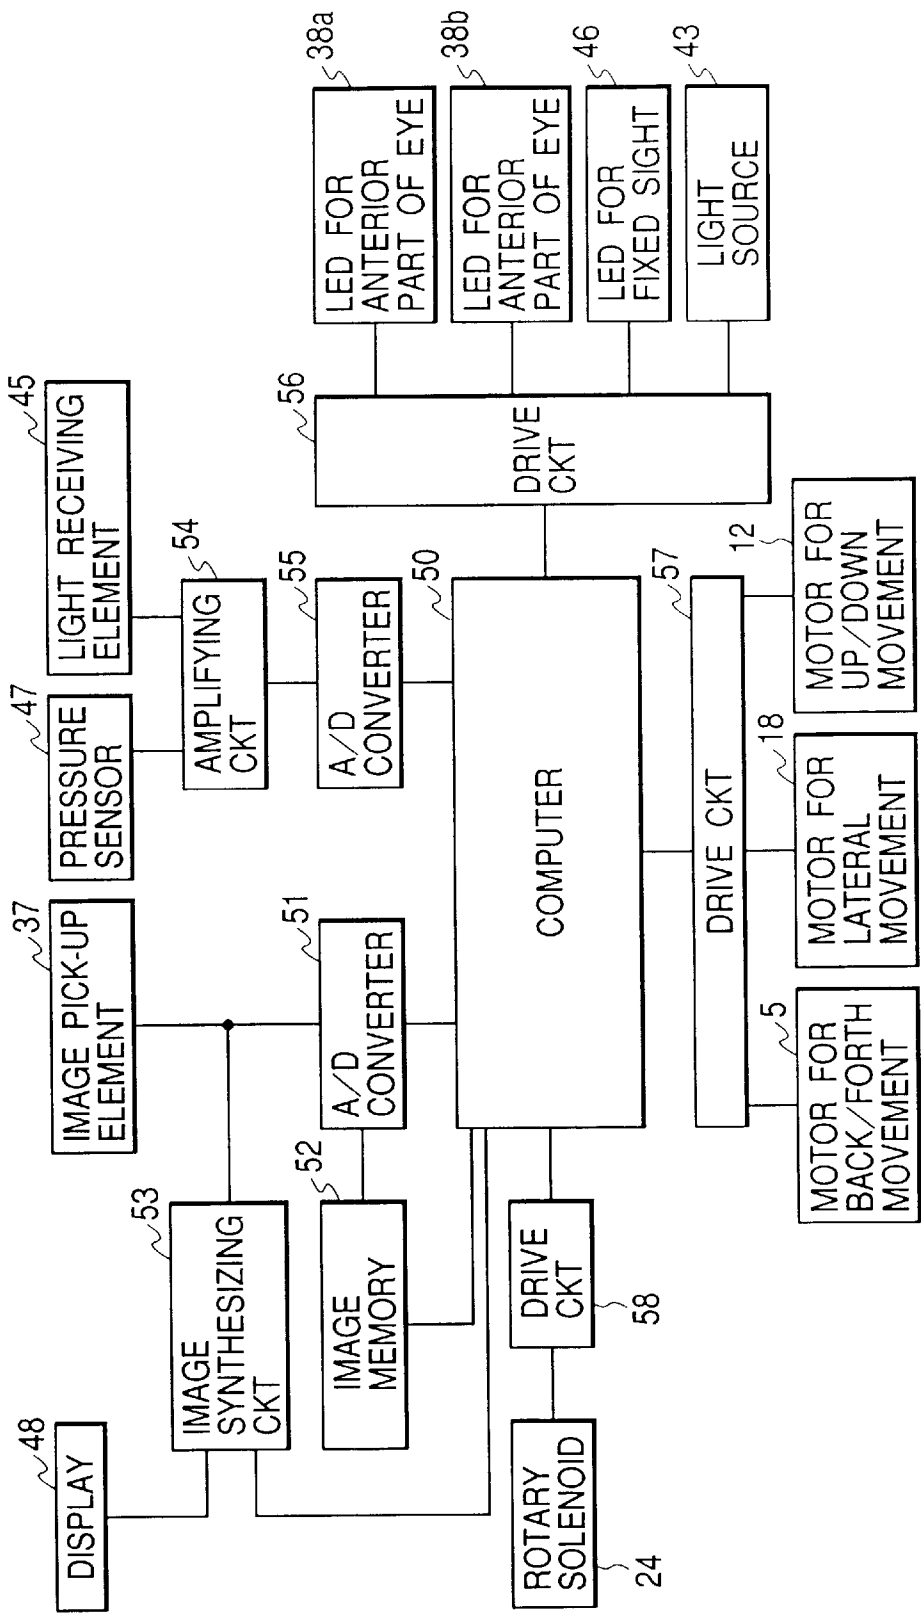 DISPLAY
48
IMAGE
SYNTHESIZING
CKT
53
IMAGE PICK-UP
ELEMENT
37
PRESSURE
SENSOR
47
LIGHT RECEIVING
ELEMENT
45
AMPLIFYING
CKT
54
IMAGE
MEMORY
52
A/D
CONVERTER
51
A/D
CONVERTER
55
COMPUTER
50
ROTARY
SOLENOID
24
DRIVE
CKT
58
DRIVE
CKT
56
LED FOR
ANTERIOR
PART OF EYE
38a
LED FOR
ANTERIOR
PART OF EYE
38b
LED FOR
FIXED SIGHT
46
LIGHT
SOURCE
43
DRIVE CKT
57
MOTOR FOR
BACK/FORTH
MOVEMENT
5
MOTOR FOR
LATERAL
MOVEMENT
18
MOTOR FOR
UP/DOWN
MOVEMENT
12